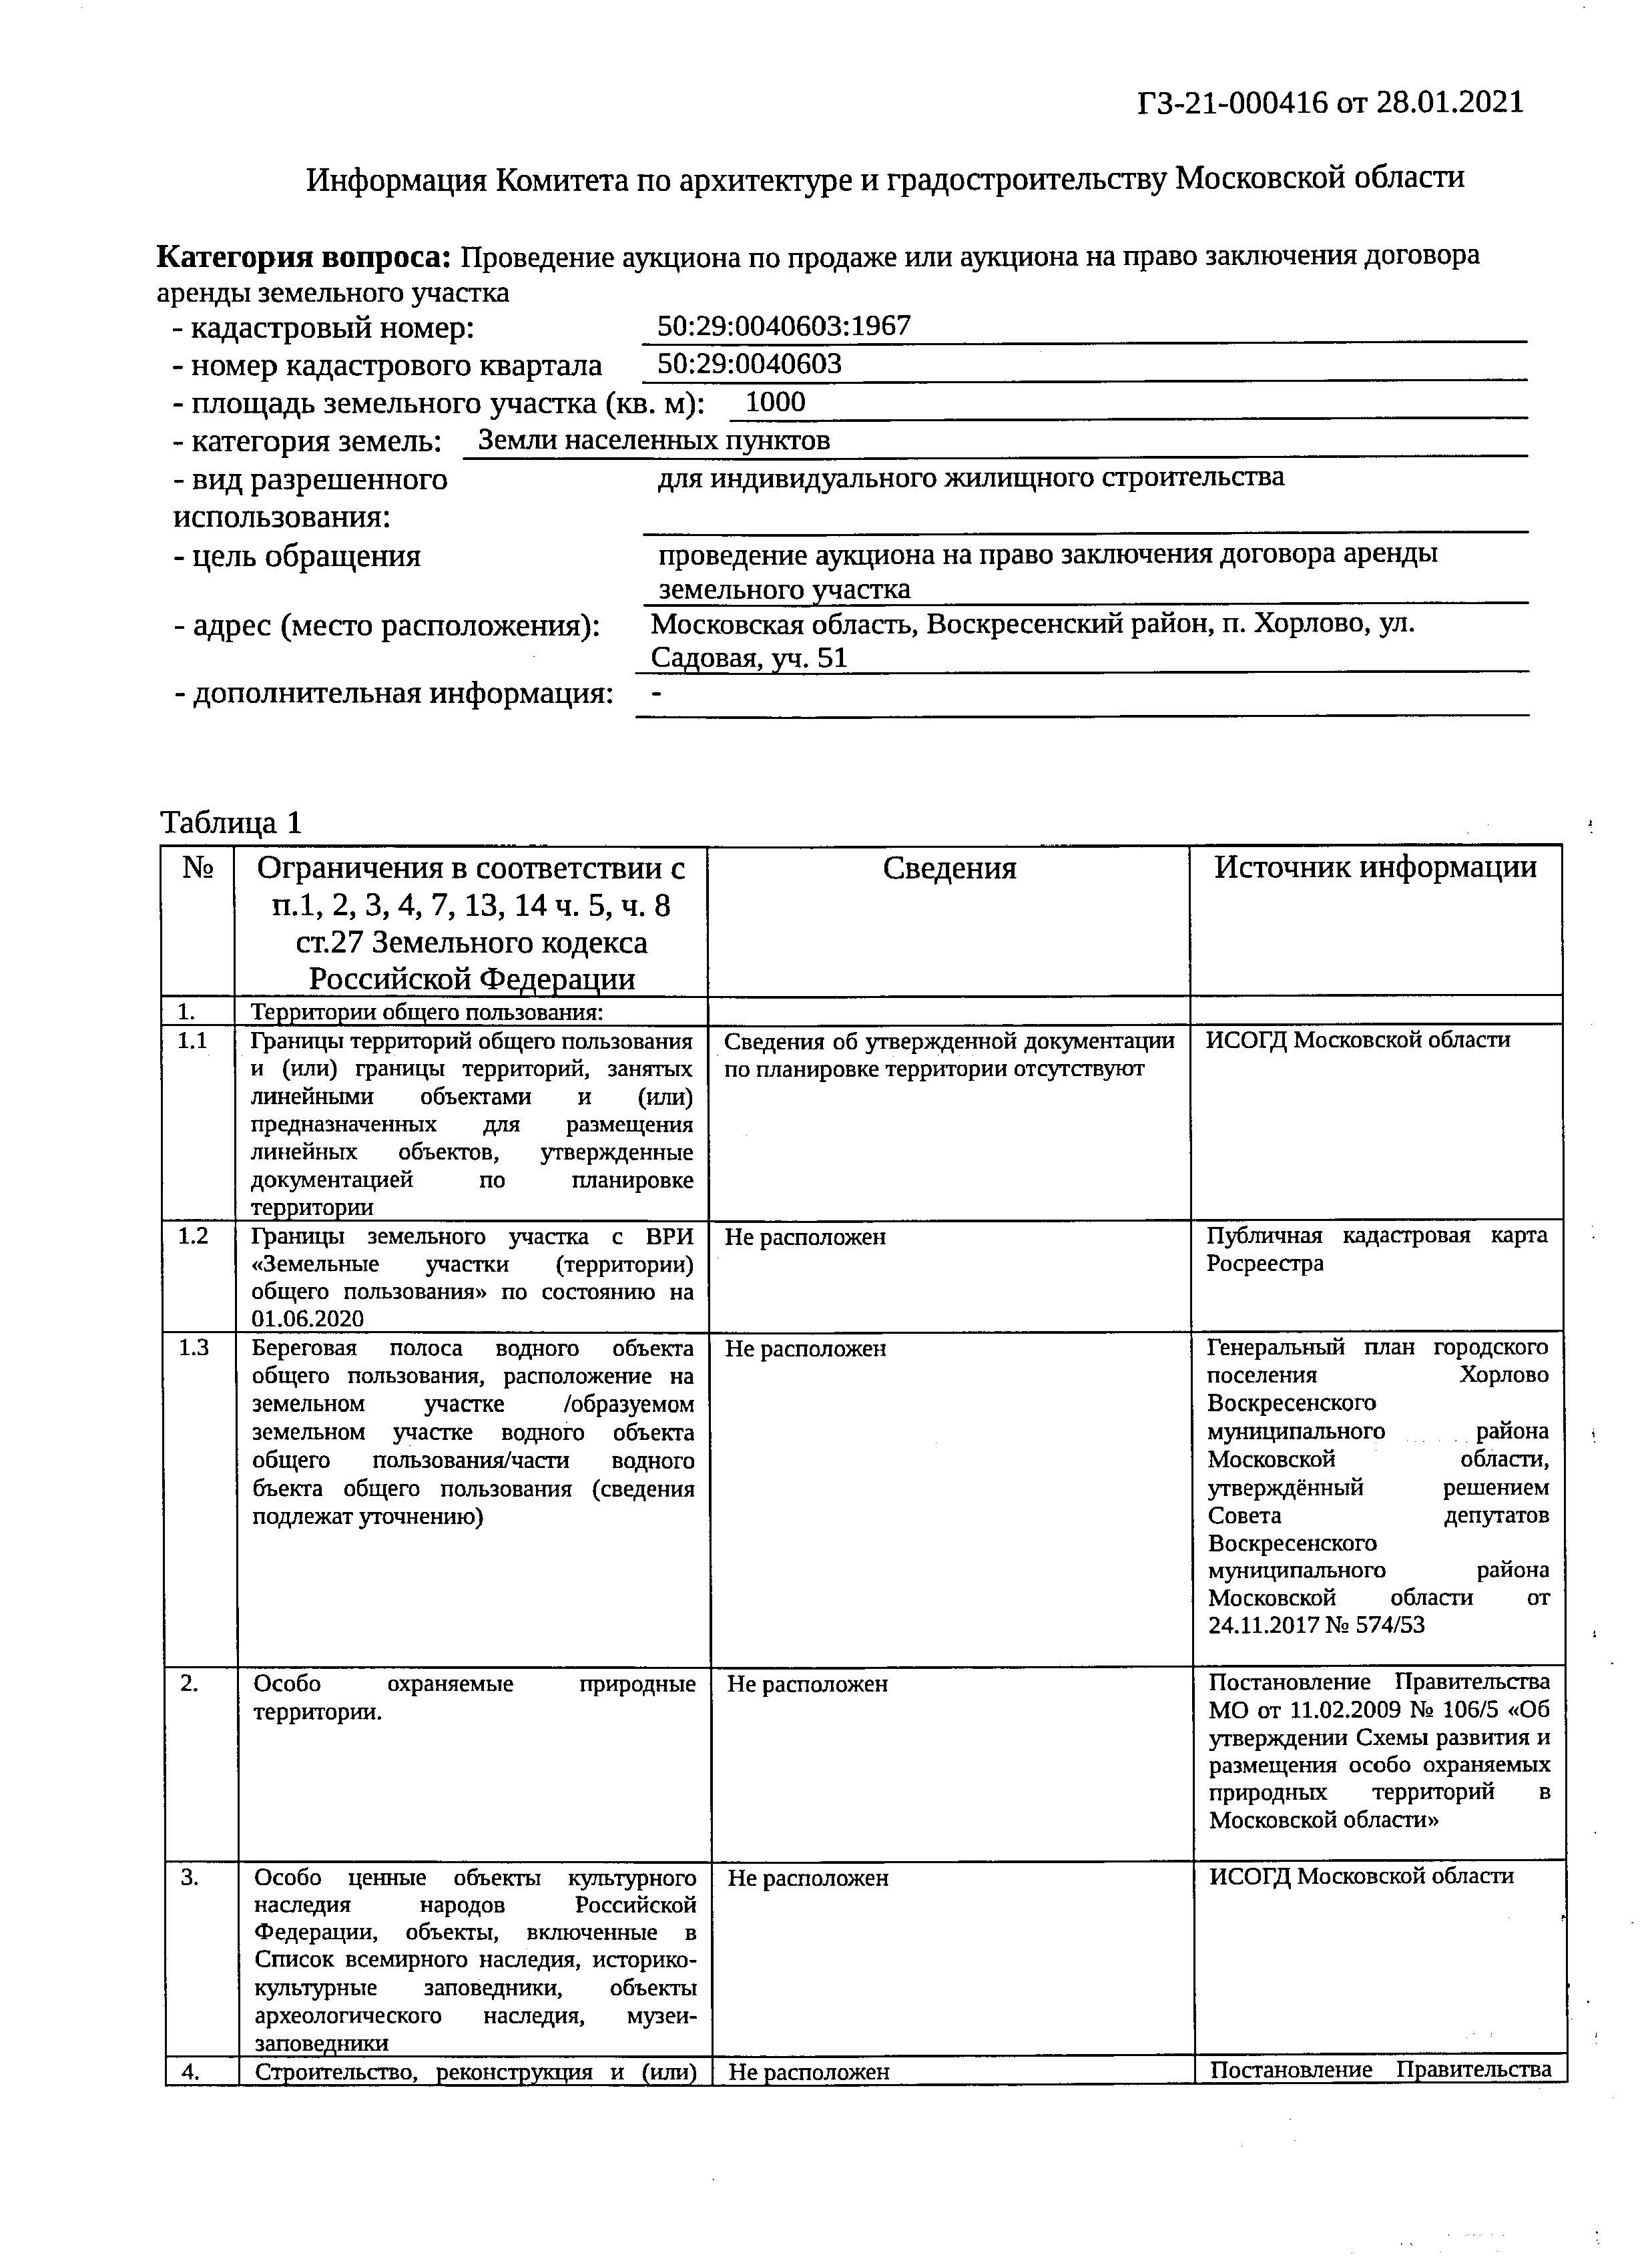 ГЗ-21-000416 от 28.01.2021
Информация Комитета по архитектуре и градостроительству Московской области
Категория вопроса: Проведение аукциона по продаже или аукциона на право заключения договора
аренды земельного участка
- кадастровый номер: 50:29:0040603:1967
- номер кадастрового квартала 50:29:0040603
- площадь земельного участка (кв. м): 1000
- категория земель: Земли населенных пунктов
- вид разрешенного для индивидуального жилищного строительства
использования:
- цель обращения проведение аукциона на право заключения договора аренды
земельного участка
- адрес (место расположения): Московская область, Воскресенский район, п. Хорлово, ул.
Садовая, уч. 51
- дополнительная информация: -
Таблица 1
№
Ограничения в соответствии с
п.1, 2, 3, 4, 7, 13, 14 ч. 5, ч. 8
ст.27 Земельного кодекса
Российской Федерации
Сведения
Источник информации
1.
Территории общего пользования:
1.1
Границы территорий общего пользования
и (или) границы территорий, занятых
линейными объектами и (или)
предназначенных для размещения
линейных объектов, утвержденные
документацией по планировке
территории
Сведения об утвержденной документации
по планировке территории отсутствуют
ИСОГД Московской области
1.2
Границы земельного участка с ВРИ
«Земельные участки (территории)
общего пользования» по состоянию на
01.06.2020
Не расположен
Публичная кадастровая карта
Росреестра
1.3
Береговая полоса водного объекта
общего пользования, расположение на
земельном участке /образуемом
земельном участке водного объекта
общего пользования/части водного
бъекта общего пользования (сведения
подлежат уточнению)
Не расположен
Генеральный план городского
поселения Хорлово
Воскресенского
муниципального района
Московской области,
утверждённый решением
Совета депутатов
Воскресенского
муниципального района
Московской области от
24.11.2017 № 574/53
2.
Особо охраняемые природные
территории.
Не расположен
Постановление Правительства
МО от 11.02.2009 № 106/5 «Об
утверждении Схемы развития и
размещения особо охраняемых
природных территорий в
Московской области»
3.
Особо ценные объекты культурного
наследия народов Российской
Федерации, объекты, включенные в
Список всемирного наследия, историко-
культурные заповедники, объекты
археологического наследия, музеи-
заповедники
Не расположен
ИСОГД Московской области
4.
Строительство, реконструкция и (или)
Не расположен
Постановление Правительства